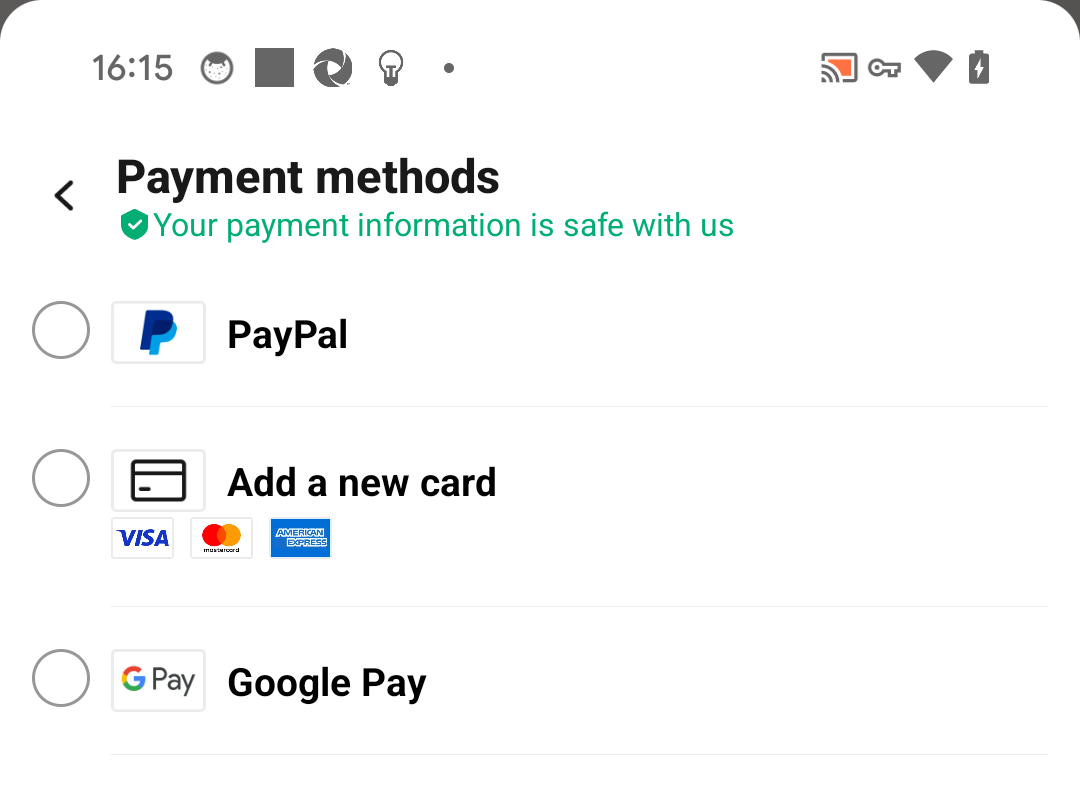 16:15
Payment methods
Your payment information is safe with us
PayPal
Add a new card
VISA mastercard AMERICAN EXPRESS
G Pay Google Pay